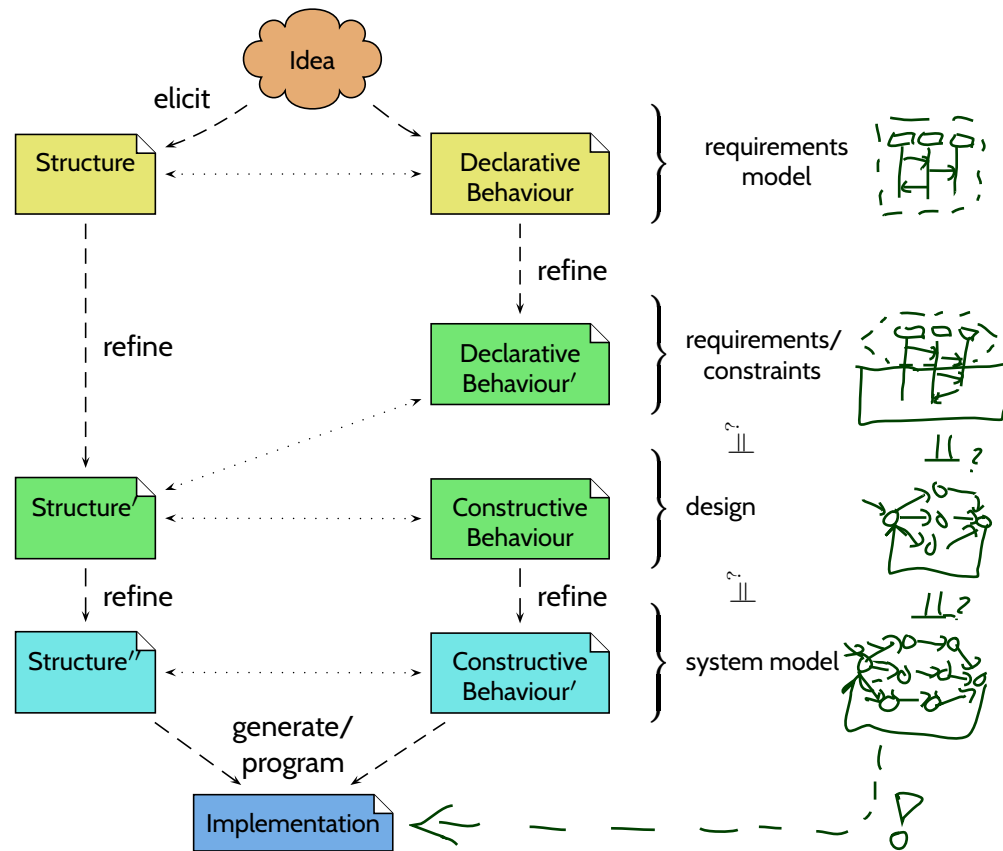 Idea
elicit
Structure
Declarative
Behaviour
requirements
model
refine
refine
Declarative
Behaviour′
requirements/
constraints
?
⊨
⊨ ?
Structure′
Constructive
Behaviour
design
?
⊨
⊨ ?
refine
refine
Structure′′
Constructive
Behaviour′
system model
generate/
program
Implementation
!